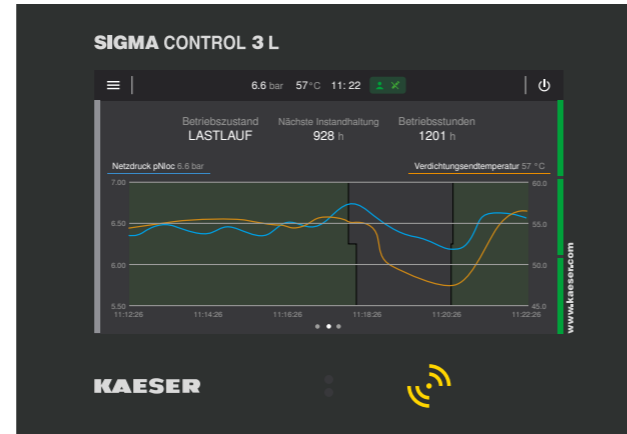 SIGMA CONTROL 3 L
6.6 bar 57°C 11:22
Betriebszustand Nächste Instandhaltung Betriebsstunden
LASTLAUF 928 h 1201 h
Netzdruck pNloc 6.6 bar Verdichtungsendtemperatur 57 °C
7.00 60.0
6.50 55.0
6.00 50.0
5.50 45.0
11:12:26 11:14:26 11:16:26 11:18:26 11:20:26 11:22:26
www.kaeser.com
KAESER